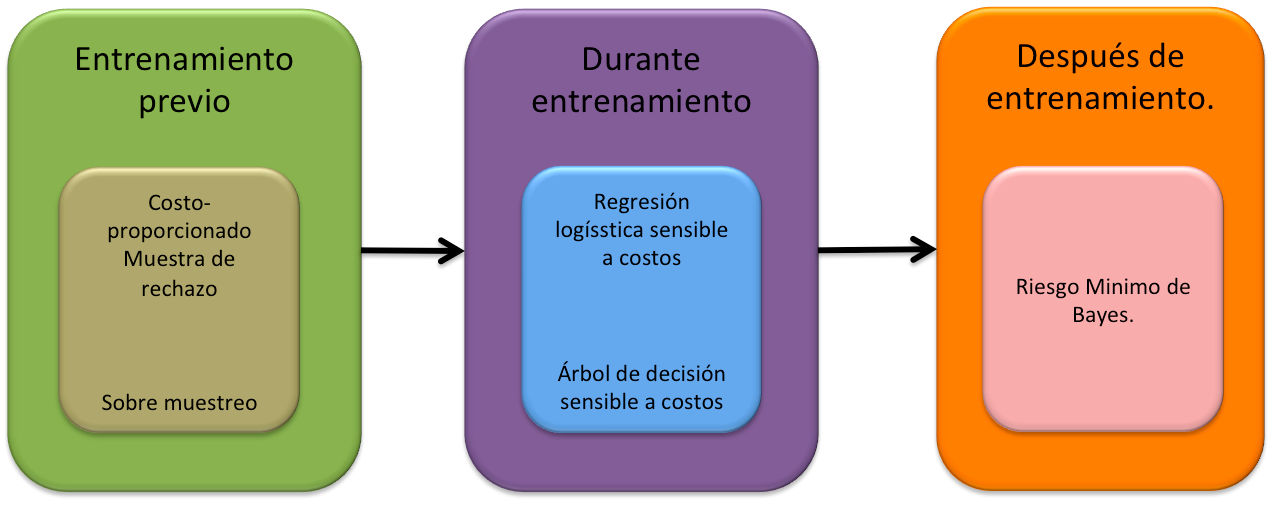 Entrenamiento
previo
Costo-
proporcionado
Muestra de
rechazo
Sobre muestreo
Durante
entrenamiento
Regresión
logísstica sensible
a costos
Árbol de decisión
sensible a costos
Después de
entrenamiento.
Riesgo Minimo de
Bayes.